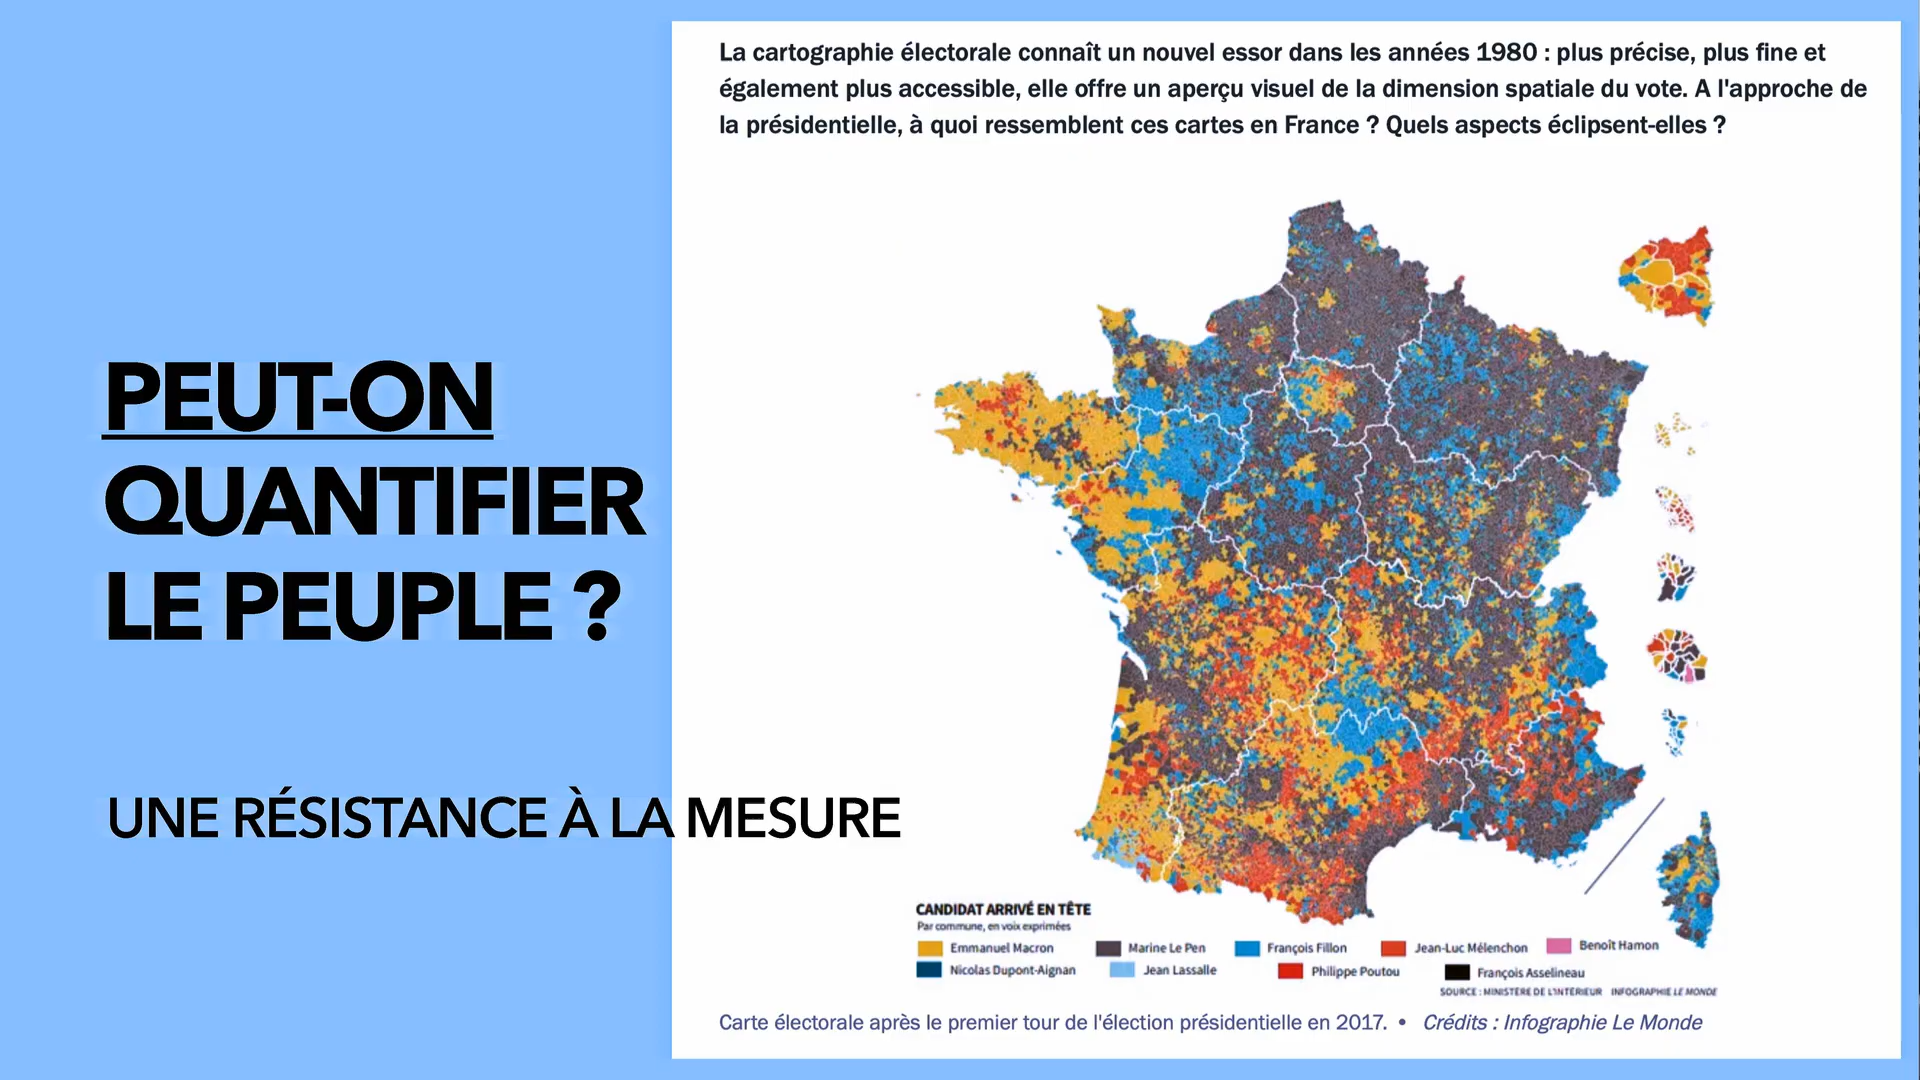 PEUT-ON
QUANTIFIER
LE PEUPLE ?
UNE RÉSISTANCE À LA MESURE
La cartographie électorale connaît un nouvel essor dans les années 1980 : plus précise, plus fine et
également plus accessible, elle offre un aperçu visuel de la dimension spatiale du vote. A l'approche de
la présidentielle, à quoi ressemblent ces cartes en France ? Quels aspects éclipsent-elles ?
CANDIDAT ARRIVÉ EN TÊTE
Par commune, en voix exprimées
Emmanuel Macron Marine Le Pen François Fillon Jean-Luc Mélenchon Benoît Hamon
Nicolas Dupont-Aignan Jean Lassalle Philippe Poutou François Asselineau
SOURCE : MINISTÈRE DE L'INTÉRIEUR INFOGRAPHIE LE MONDE
Carte électorale après le premier tour de l'élection présidentielle en 2017. • Crédits : Infographie Le Monde